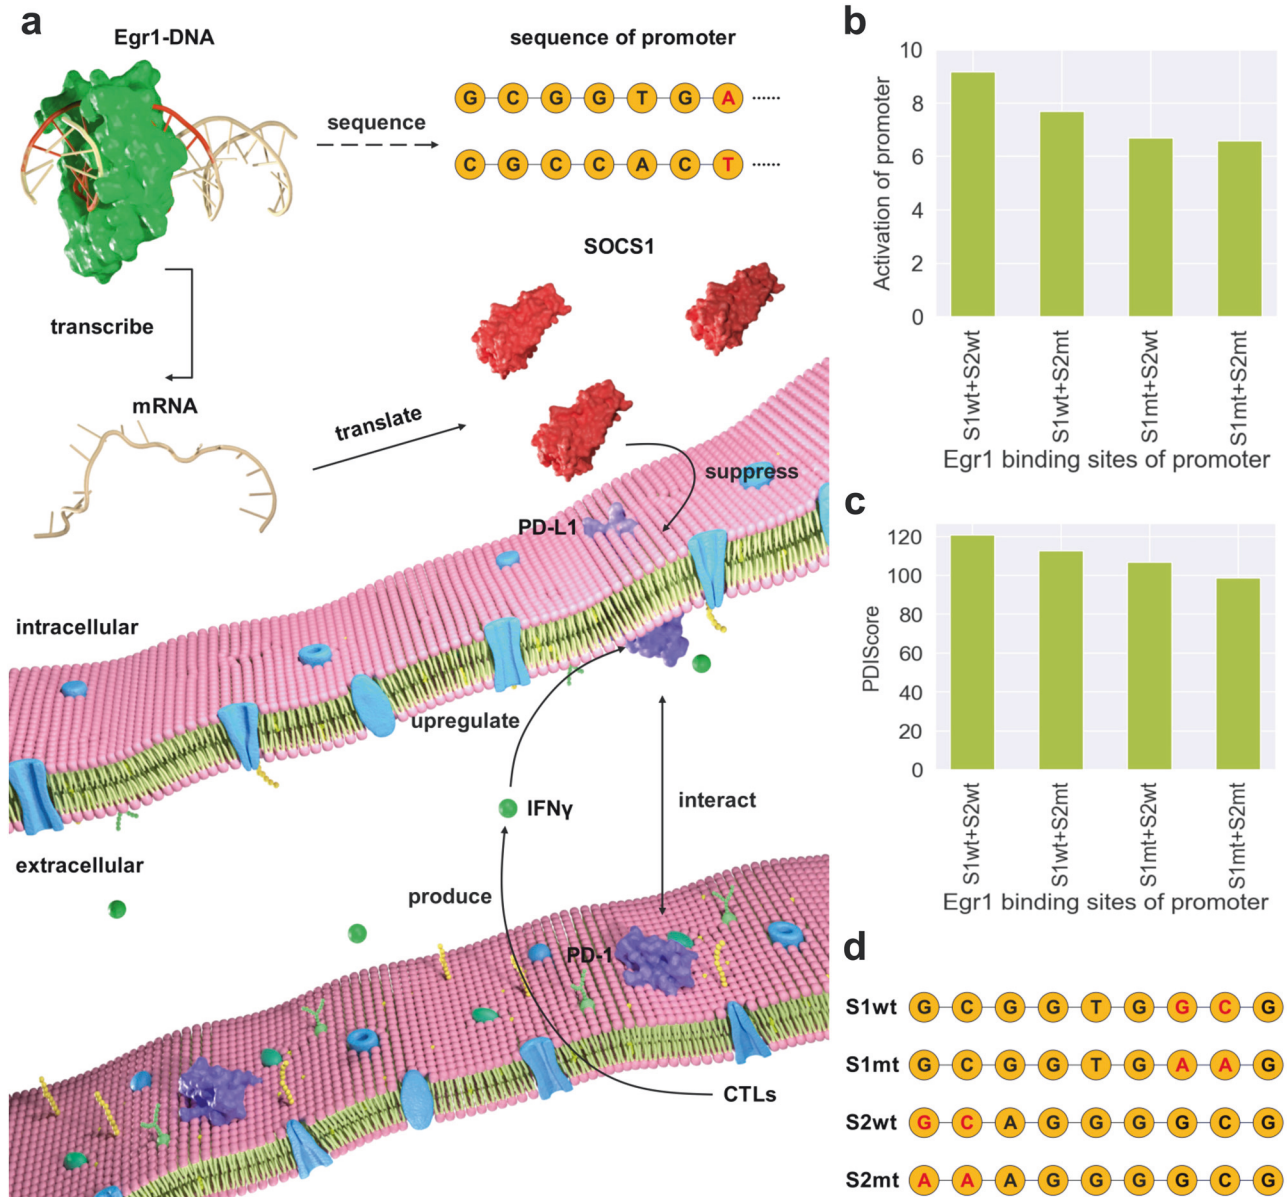 a
Egr1-DNA
sequence of promoter
G C G G T G A ......
sequence
C G C C A C T ......
SOCS1
transcribe
mRNA
translate
suppress
PD-L1
intracellular
upregulate
IFNγ
interact
extracellular
produce
PD-1
CTLs
b
Activation of promoter
10
8
6
4
2
0
S1wt+S2wt
S1wt+S2mt
S1mt+S2wt
S1mt+S2mt
Egr1 binding sites of promoter
c
PDIScore
120
100
80
60
40
20
0
S1wt+S2wt
S1wt+S2mt
S1mt+S2wt
S1mt+S2mt
Egr1 binding sites of promoter
d
S1wt G C G G T G G C G
S1mt G C G G T G A A G
S2wt G C A G G G G C G
S2mt A A A G G G G C G